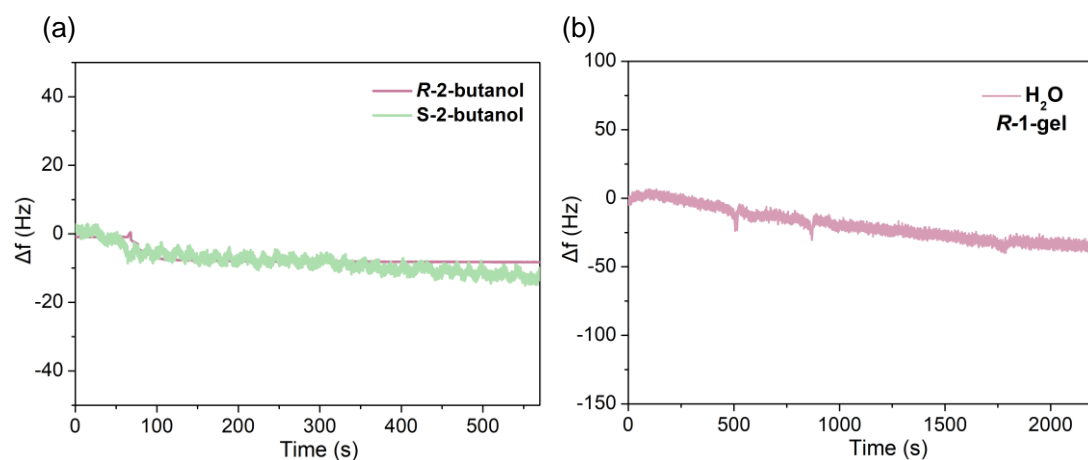 (a)
R-2-butanol
S-2-butanol
40
20
0
-20
-40
Δf (Hz)
0
100
200
300
400
500
Time (s)
(b)
H₂O
R-1-gel
100
50
0
-50
-100
-150
Δf (Hz)
0
500
1000
1500
2000
Time (s)